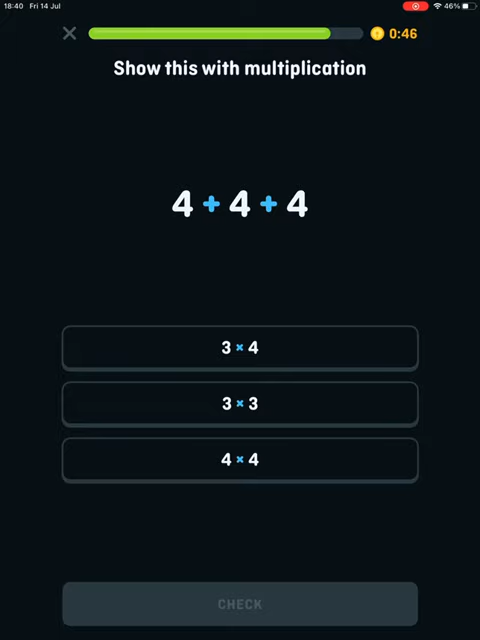 18:40 Fri 14 Jul 46%
0:46
Show this with multiplication
4 + 4 + 4
3 × 4
3 × 3
4 × 4
CHECK